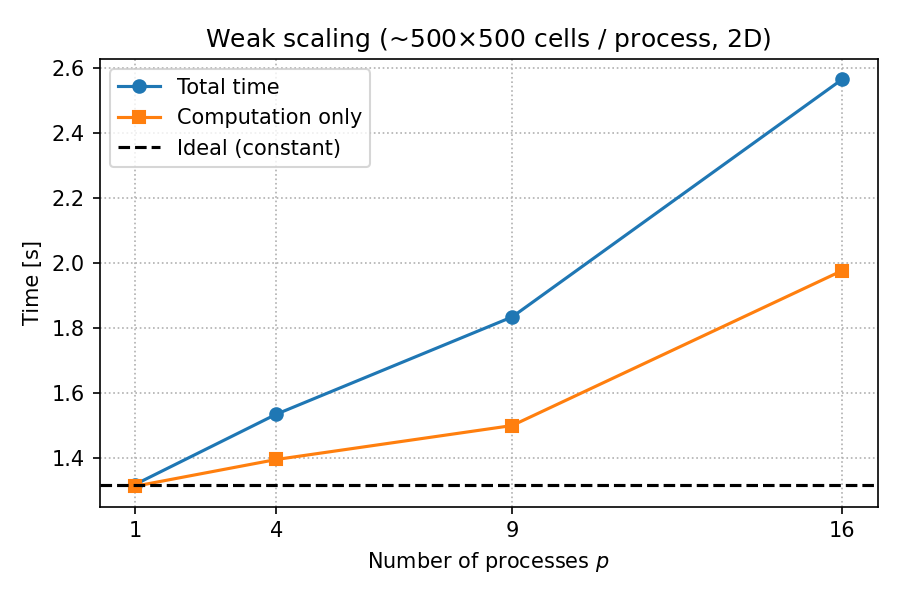 Weak scaling (~500×500 cells / process, 2D)
Total time
Computation only
Ideal (constant)
Time [s]
2.6
2.4
2.2
2.0
1.8
1.6
1.4
1 4 9 16
Number of processes p